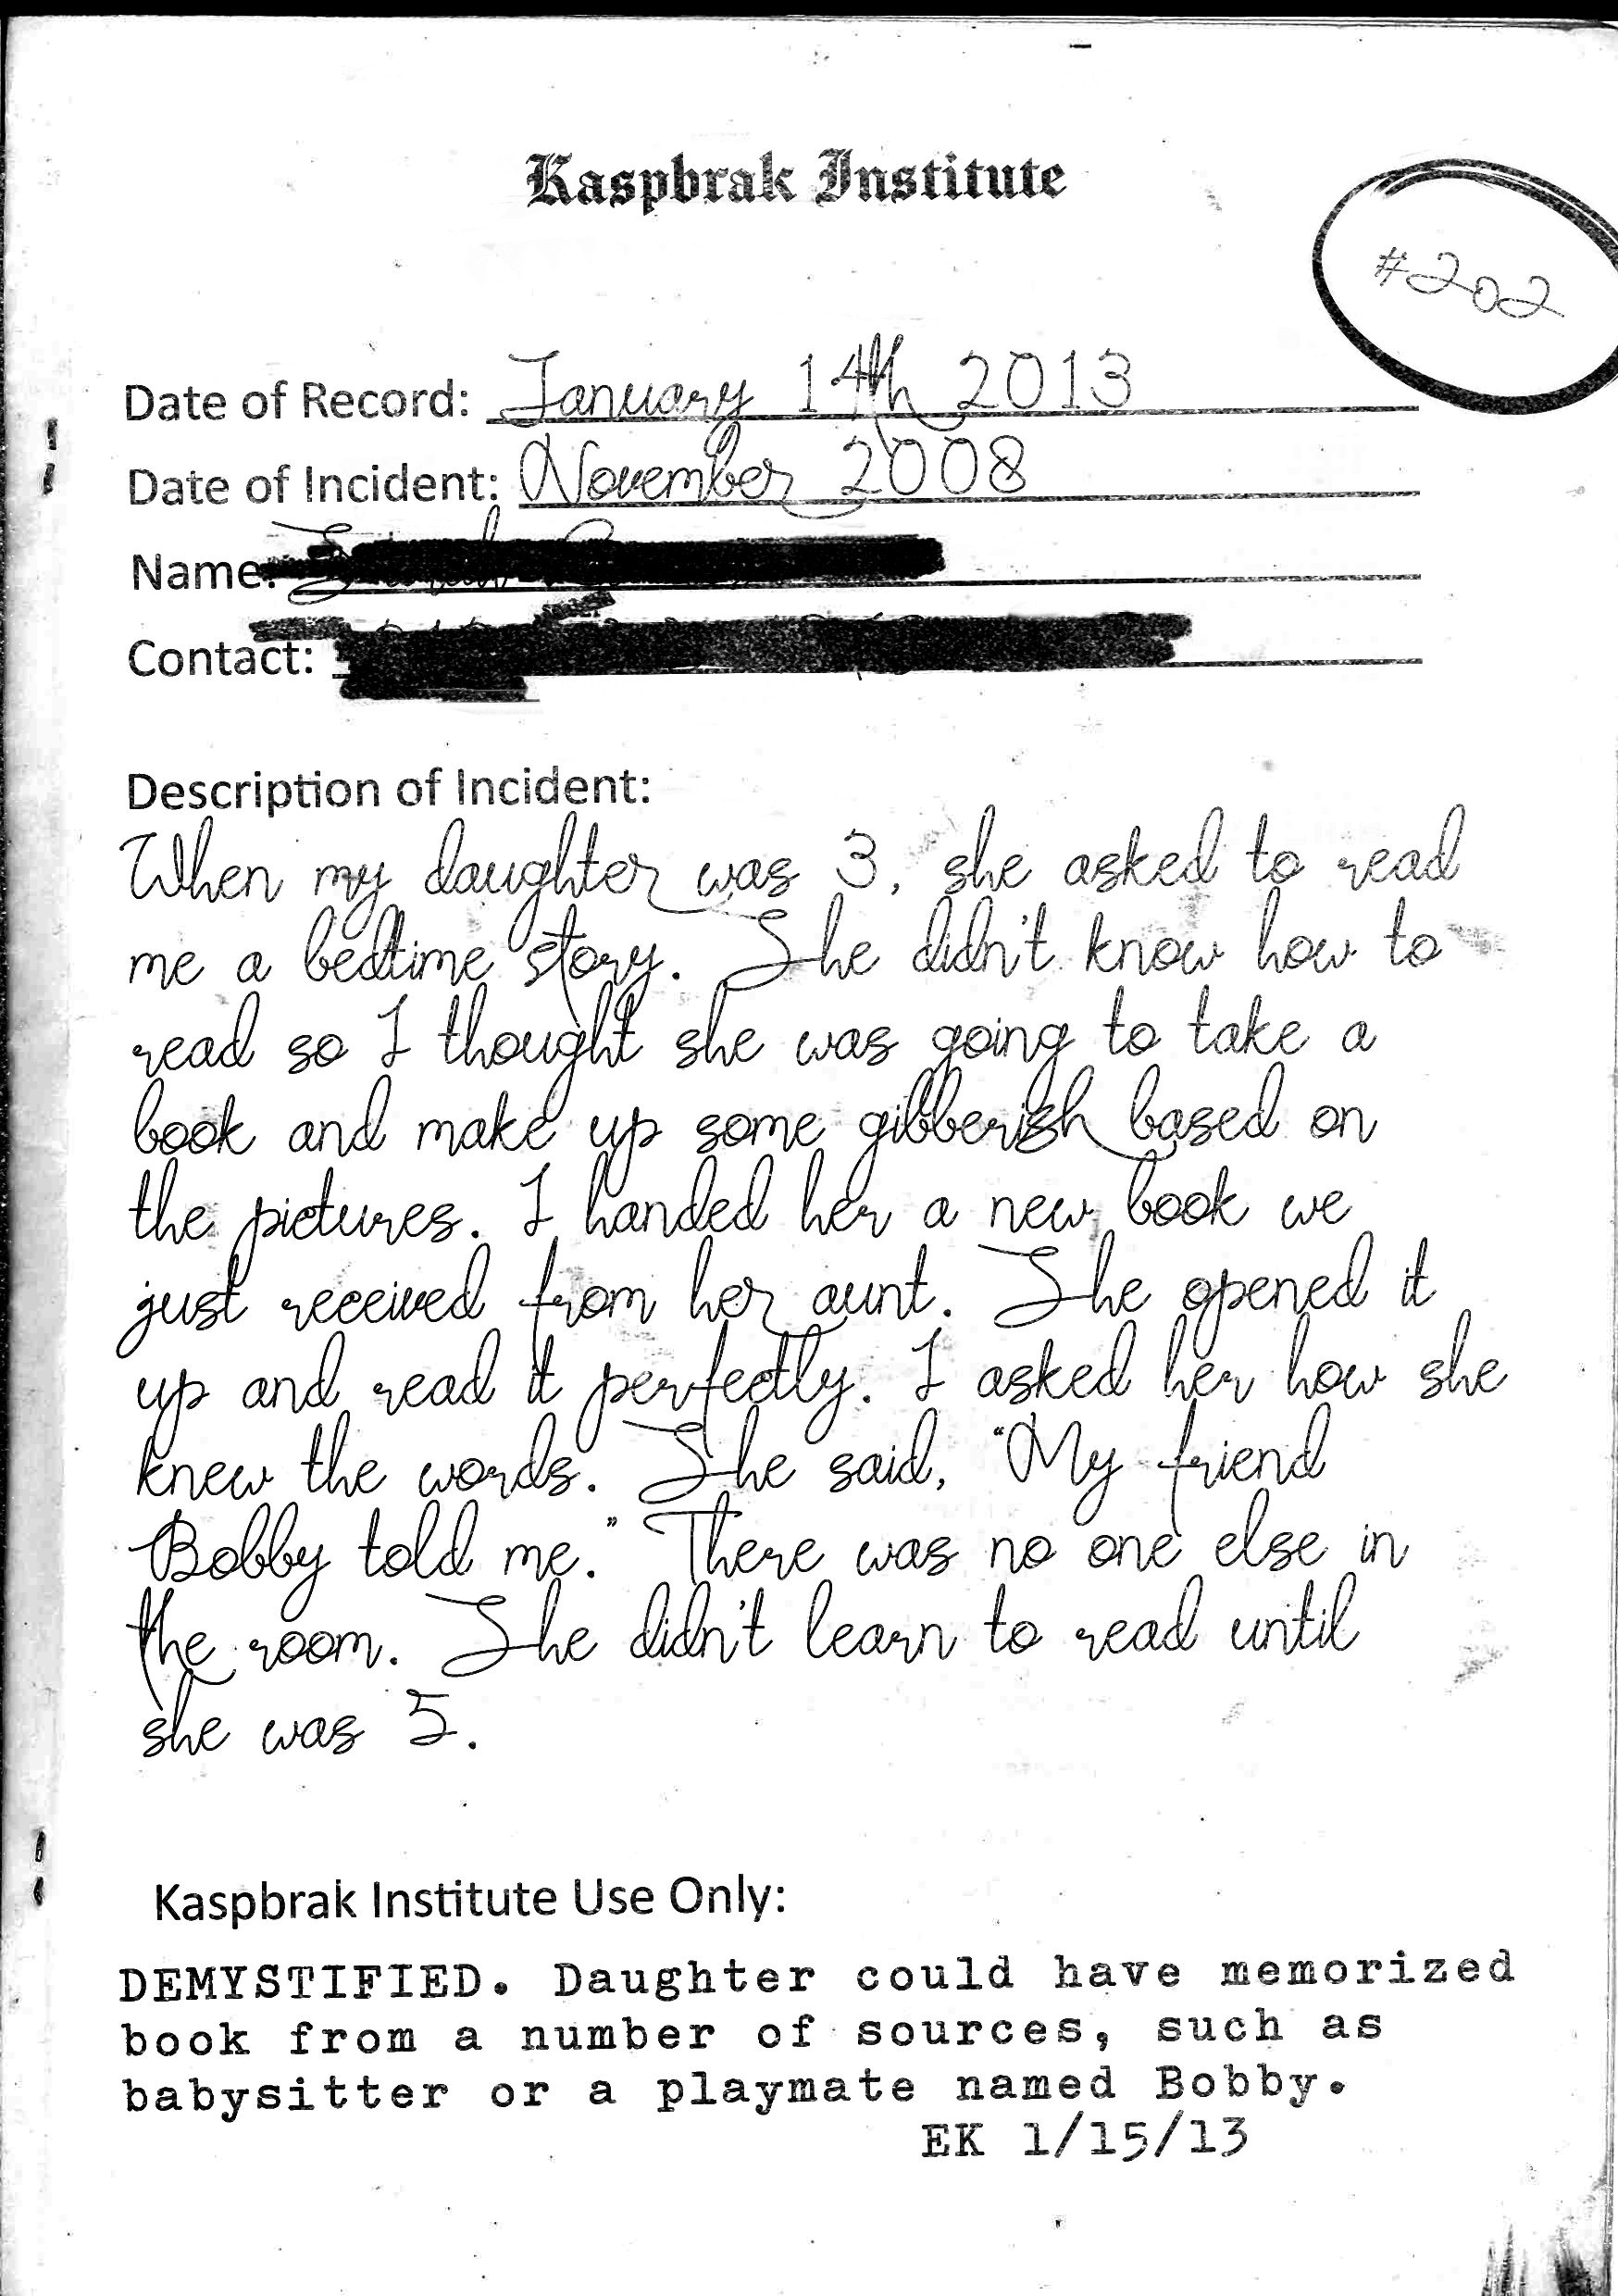 Kaspbrak Institute
#202
Date of Record: January 14th 2013
Date of Incident: November 2008
Name:
Contact:
Description of Incident:
When my daughter was 3, she asked to read
me a bedtime story. She didn't know how to
read so I thought she was going to take a
book and make up some gibberish based on
the pictures. I handed her a new book we
just received from her aunt. She opened it
up and read it perfectly. I asked her how she
knew the words. She said, "My friend
Bobby told me." There was no one else in
the room. She didn't learn to read until
she was 5.
Kaspbrak Institute Use Only:
DEMYSTIFIED. Daughter could have memorized
book from a number of sources, such as
babysitter or a playmate named Bobby.
EK 1/15/13